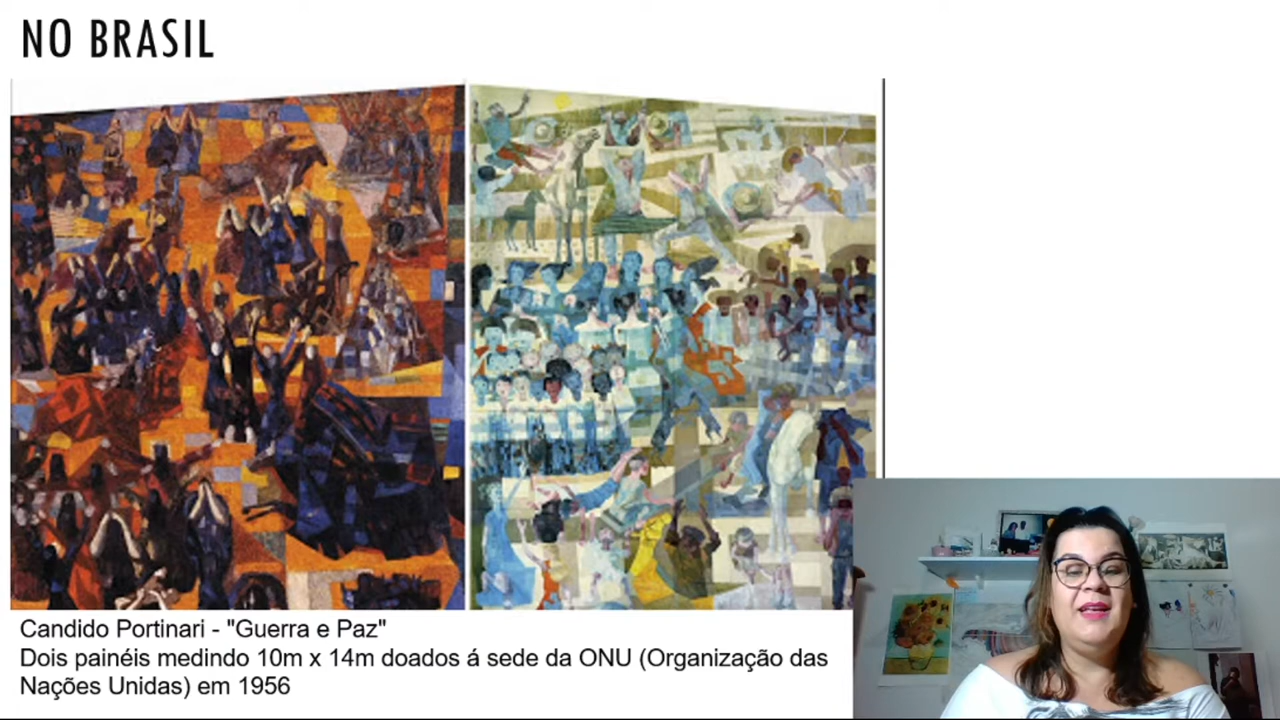 NO BRASIL
Candido Portinari - "Guerra e Paz"
Dois painéis medindo 10m x 14m doados á sede da ONU (Organização das
Nações Unidas) em 1956